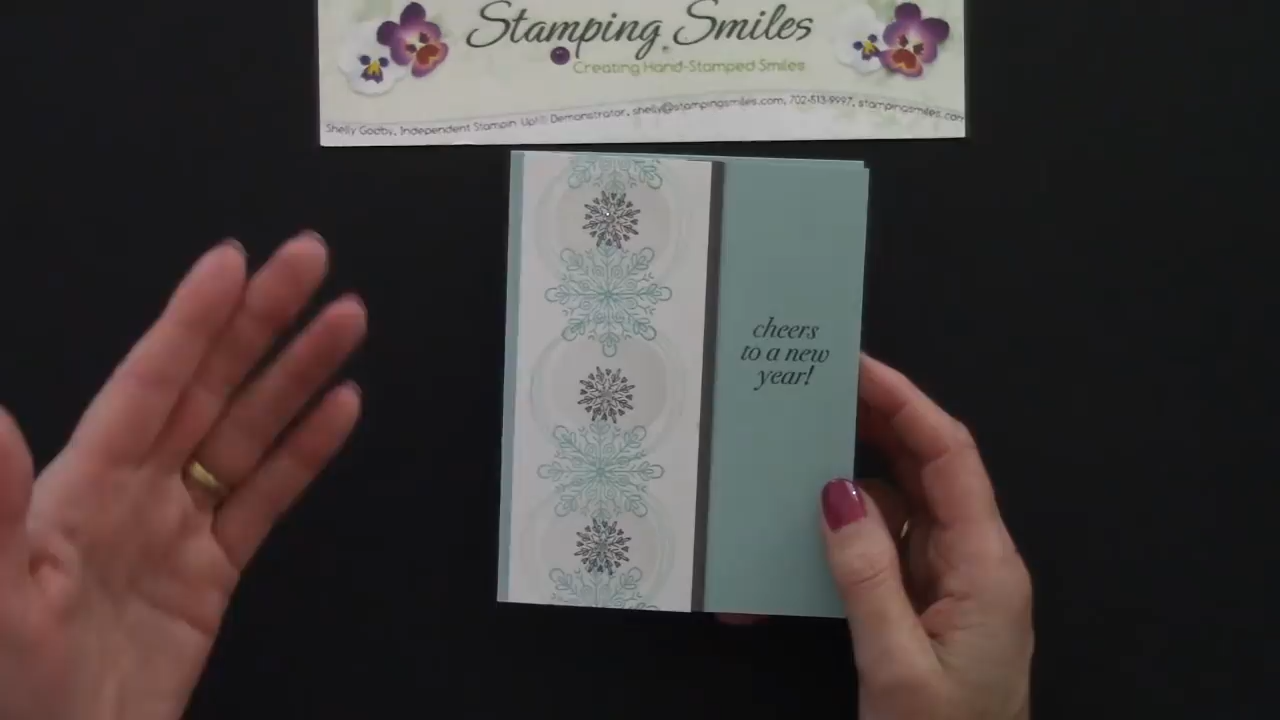 Stamping Smiles
Creating Hand-Stamped Smiles
Shelly Godby, Independent Stampin' Up!® Demonstrator, shelly@stampingsmiles.com, 702-513-9997, stampingsmiles.com
cheers
to a new
year!